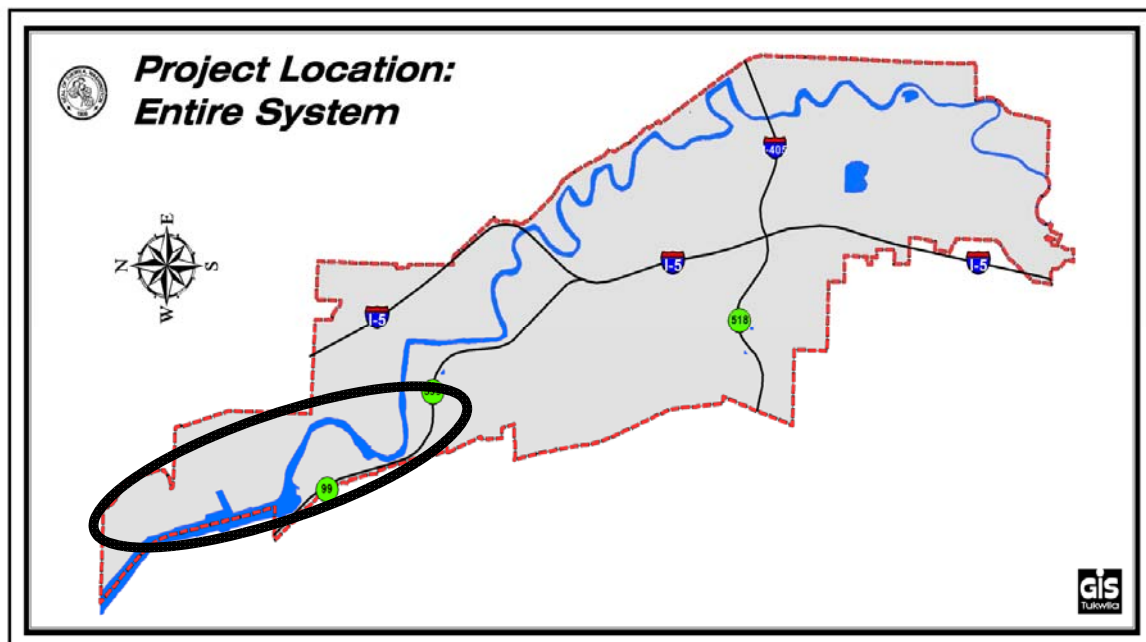 Project Location:
Entire System
E
N
S
W
I-405
I-5
I-5
I-5
518
99
GIS
Tukwila